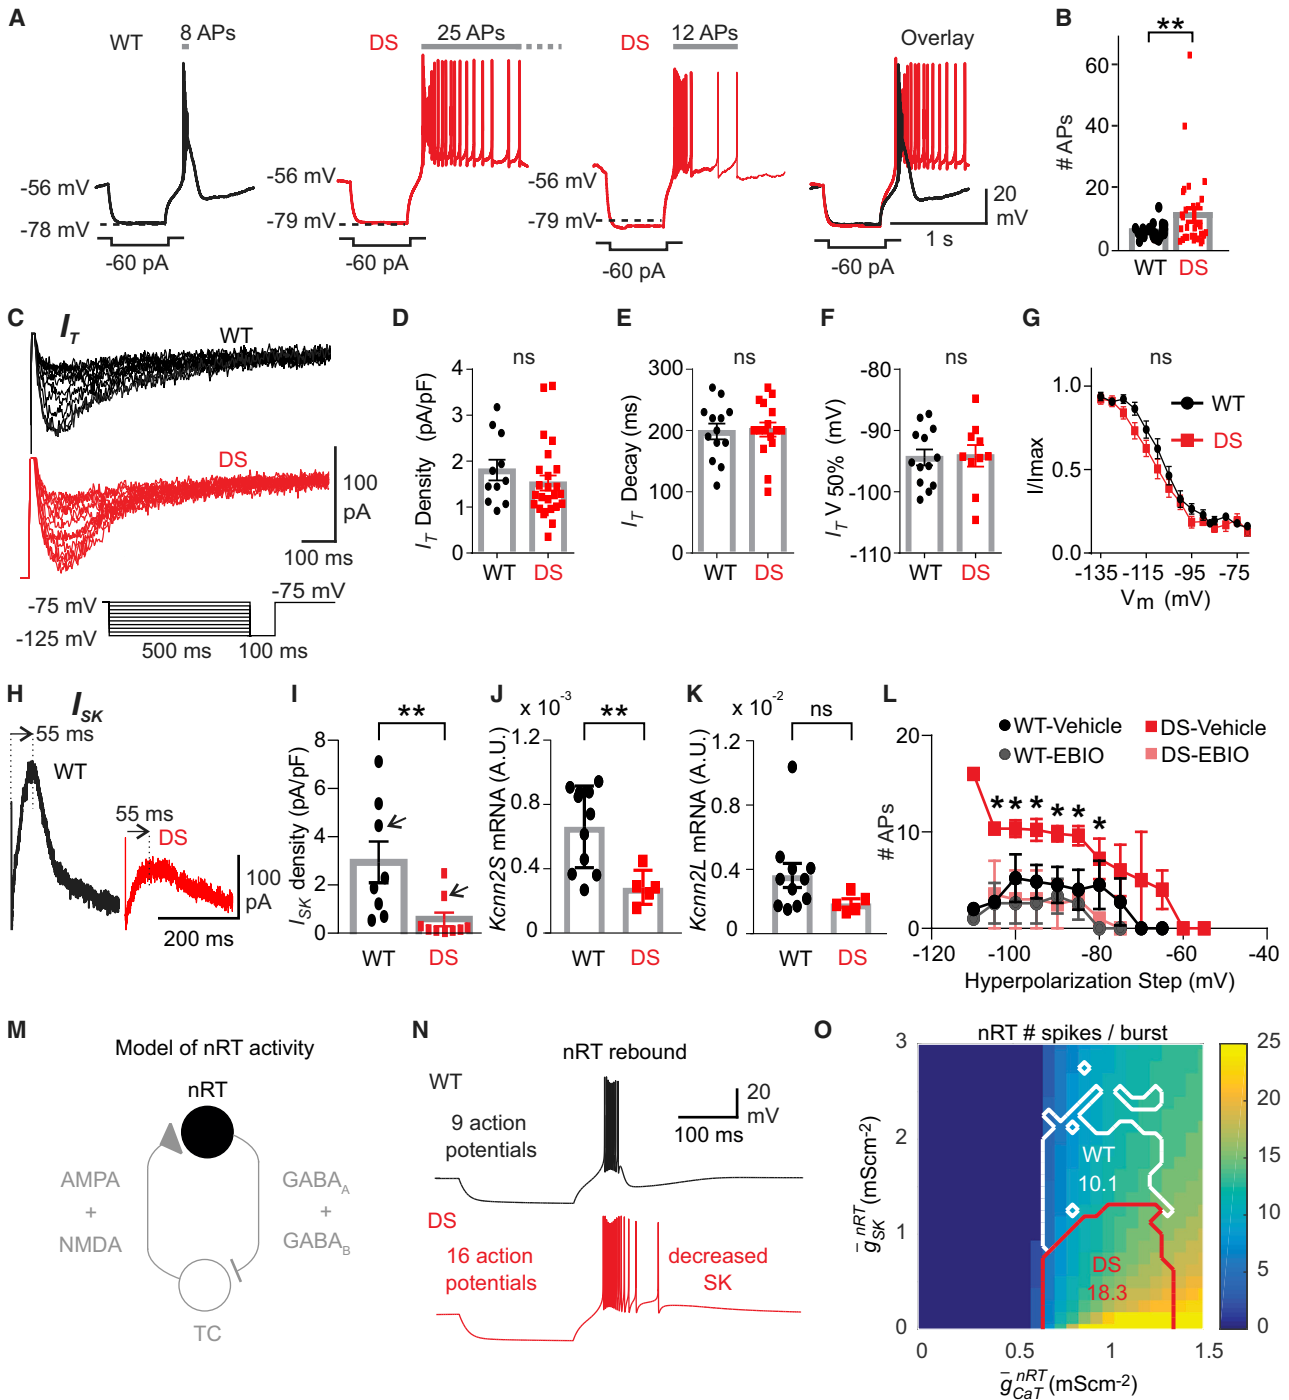 A
WT
8 APs
DS
25 APs
DS
12 APs
Overlay
-56 mV
-78 mV
-60 pA
-56 mV
-79 mV
-60 pA
-56 mV
-79 mV
-60 pA
20
mV
1 s
-60 pA
B
**
# APs
60
40
20
0
WT
DS
C
I_T
WT
DS
100
pA
100 ms
-75 mV
-125 mV
-75 mV
500 ms
100 ms
D
ns
I_T Density (pA/pF)
4
3
2
1
0
WT
DS
E
ns
I_T Decay (ms)
300
200
100
0
WT
DS
F
ns
I_T V 50% (mV)
-80
-90
-100
-110
WT
DS
G
ns
I/Imax
1.0
0.5
0.0
WT
DS
-135
-115
-95
-75
Vm (mV)
H
I_SK
55 ms
WT
55 ms
DS
100
pA
200 ms
I
**
I_SK density (pA/pF)
8
6
4
2
0
WT
DS
J
x 10⁻³
**
Kcnn2S mRNA (A.U.)
1.2
0.8
0.4
0
WT
DS
K
x 10⁻²
ns
Kcnn2L mRNA (A.U.)
1.2
0.8
0.4
0
WT
DS
L
WT-Vehicle
DS-Vehicle
WT-EBIO
DS-EBIO
# APs
20
10
0
* * * * * *
-120
-100
-80
-60
-40
Hyperpolarization Step (mV)
M
Model of nRT activity
nRT
AMPA
+
NMDA
GABA_A
+
GABA_B
TC
N
nRT rebound
WT
9 action
potentials
20
mV
100 ms
DS
16 action
potentials
decreased
SK
O
nRT # spikes / burst
3
2
1
0
ḡ_SK^nRT (mScm⁻²)
WT
10.1
DS
18.3
0
0.5
1
1.5
ḡ_CaT^nRT (mScm⁻²)
25
20
15
10
5
0